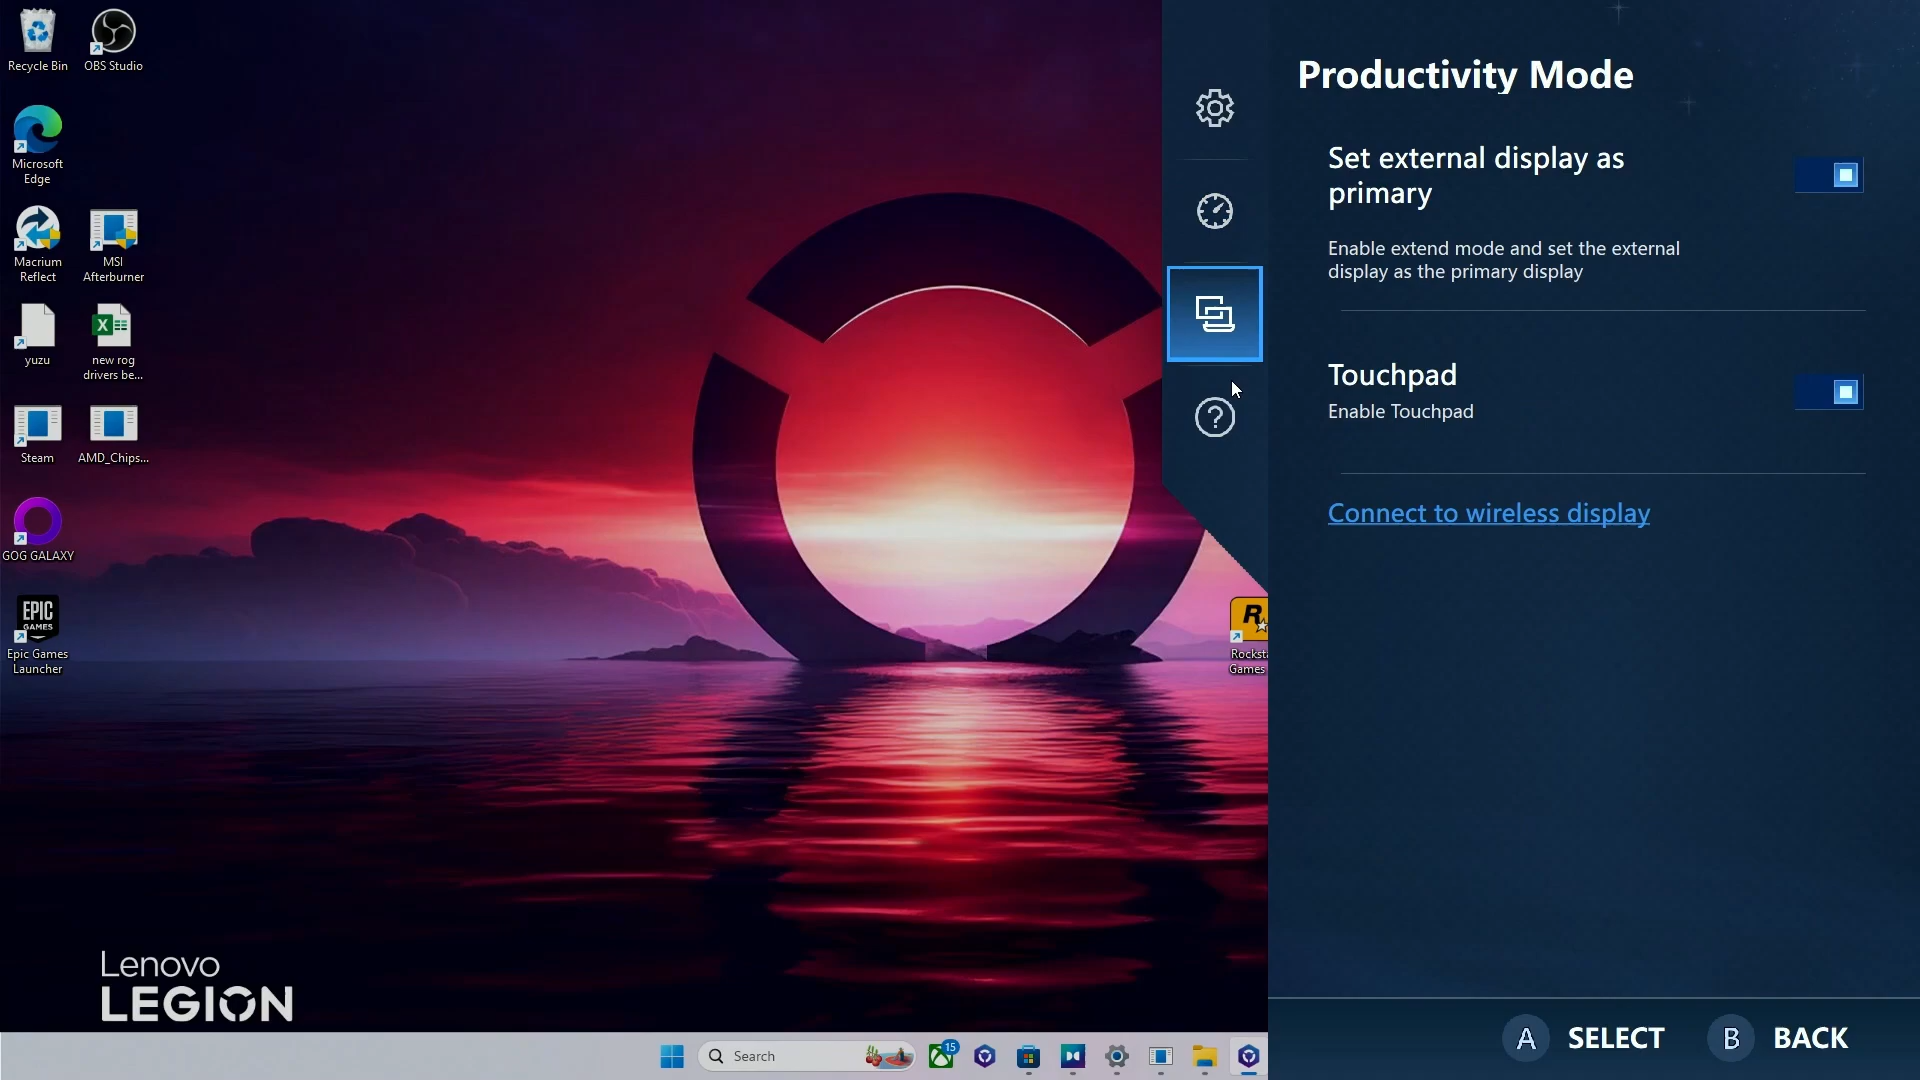 Recycle Bin
OBS Studio
Microsoft
Edge
Macrium
Reflect
MSI
Afterburner
yuzu
new rog
drivers be...
Steam
AMD_Chips...
GOG GALAXY
EPIC
GAMES
Epic Games
Launcher
Rocksta
Games
Lenovo
LEGION
Search
15
Productivity Mode
Set external display as
primary
Enable extend mode and set the external
display as the primary display
Touchpad
Enable Touchpad
Connect to wireless display
A SELECT
B BACK